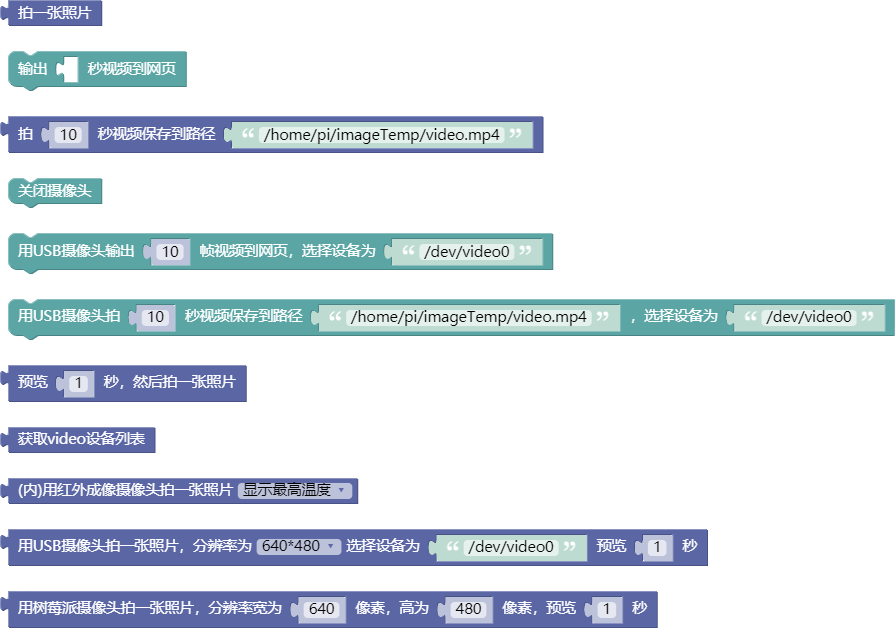 拍一张照片
输出 秒视频到网页
拍 10 秒视频保存到路径 “ /home/pi/imageTemp/video.mp4 ”
关闭摄像头
用USB摄像头输出 10 帧视频到网页，选择设备为 “ /dev/video0 ”
用USB摄像头拍 10 秒视频保存到路径 “ /home/pi/imageTemp/video.mp4 ” ，选择设备为 “ /dev/video0 ”
预览 1 秒，然后拍一张照片
获取video设备列表
(内)用红外成像摄像头拍一张照片 显示最高温度
用USB摄像头拍一张照片，分辨率为 640*480 选择设备为 “ /dev/video0 ” 预览 1 秒
用树莓派摄像头拍一张照片，分辨率宽为 640 像素，高为 480 像素，预览 1 秒